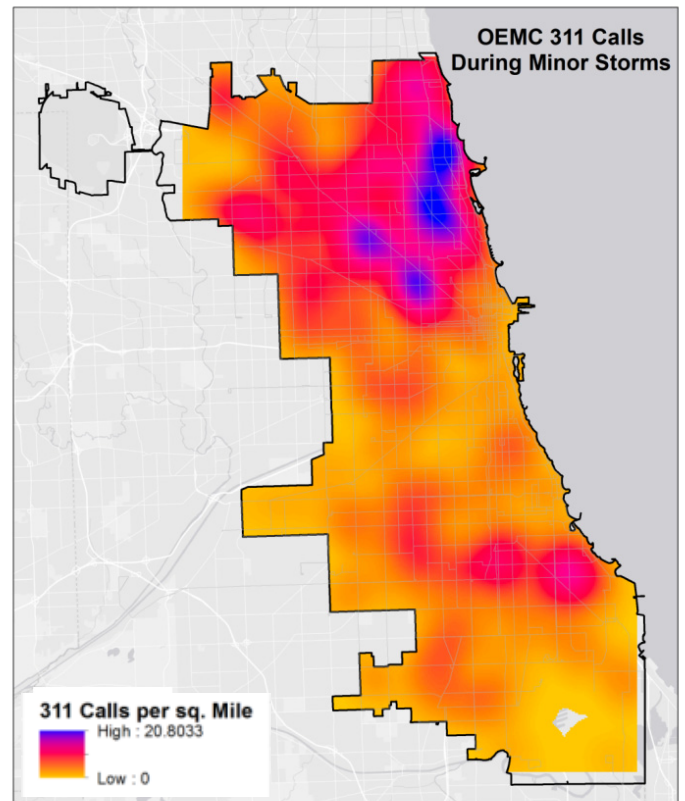 OEMC 311 Calls
During Minor Storms
311 Calls per sq. Mile
High : 20.8033
Low : 0